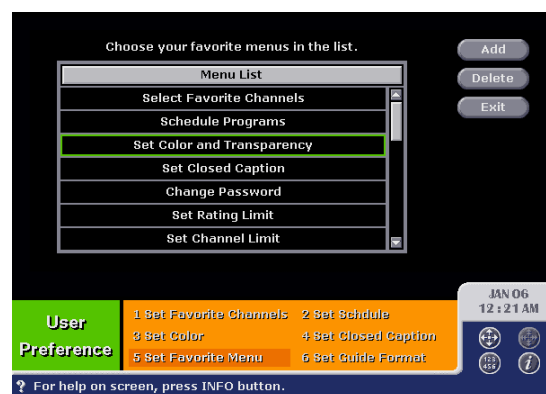 Choose your favorite menus in the list.
Add
Menu List
Delete
Select Favorite Channels
Exit
Schedule Programs
Set Color and Transparency
Set Closed Caption
Change Password
Set Rating Limit
Set Channel Limit
JAN 06
12:21 AM
User
Preference
1 Set Favorite Channels 2 Set Schdule
3 Set Color 4 Set Closed Caption
5 Set Favorite Menu 6 Set Guide Format
123
456
i
? For help on screen, press INFO button.